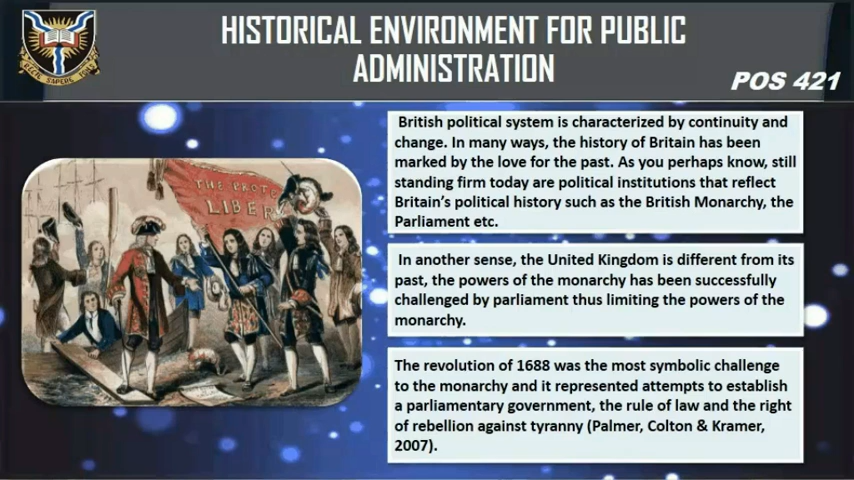 HISTORICAL ENVIRONMENT FOR PUBLIC
ADMINISTRATION
POS 421
British political system is characterized by continuity and
change. In many ways, the history of Britain has been
marked by the love for the past. As you perhaps know, still
standing firm today are political institutions that reflect
Britain's political history such as the British Monarchy, the
Parliament etc.
THE PROTE
LIBER
In another sense, the United Kingdom is different from its
past, the powers of the monarchy has been successfully
challenged by parliament thus limiting the powers of the
monarchy.
The revolution of 1688 was the most symbolic challenge
to the monarchy and it represented attempts to establish
a parliamentary government, the rule of law and the right
of rebellion against tyranny (Palmer, Colton & Kramer,
2007).